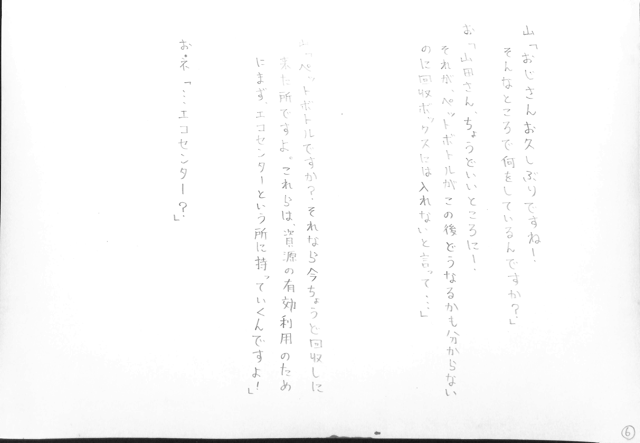 山「おじさんお久しぶりですね!
そんなところで何をしているんですか?」
お「山田さん、ちょうどいいところに!
それが、ペットボトルがこの後どうなるかも分からない
のに回収ボックスには入れないと言って…」
「ペットボトルですか?それなら今ちょうど回収しに
来た所ですよ。これらは、資源の有効利用のため
にまず、エコセンターという所に持っていくんですよ!」
お・ネ「…エコセンター?」
6